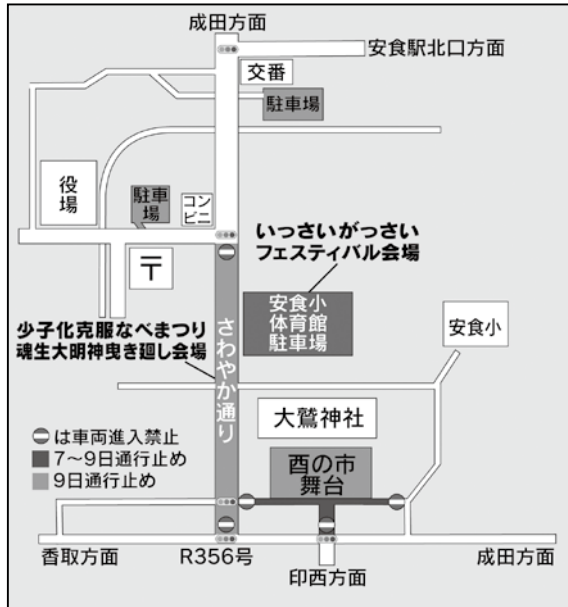 成田方面
安食駅北口方面
交番
駐車場
役場
駐車
場
コン
ビニ
〒
いっさいがっさい
フェスティバル会場
安食小
体育館
駐車場
安食小
少子化克服なべまつり
魂生大明神曳き廻し会場
さわやか通り
大鷲神社
は車両進入禁止
7～9日通行止め
9日通行止め
酉の市
舞台
香取方面
R356号
成田方面
印西方面